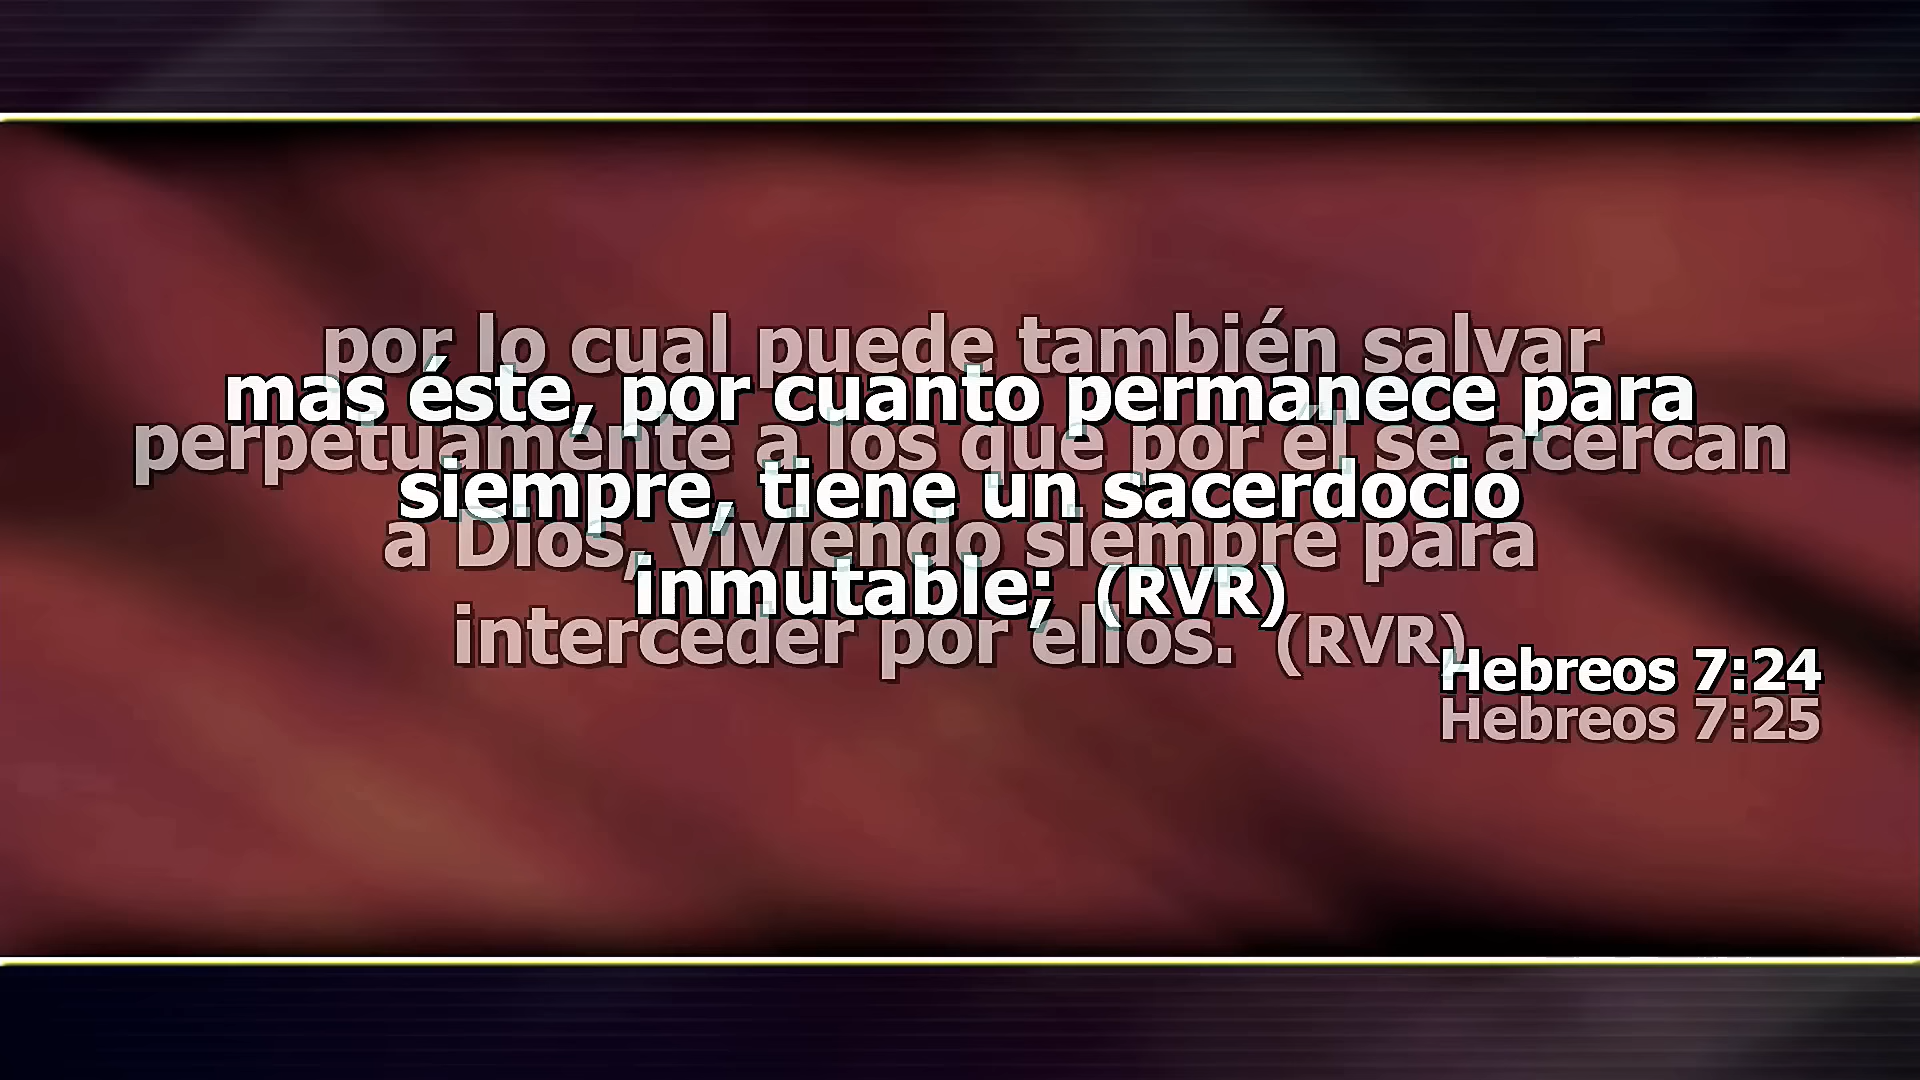 mas éste, por cuanto permanece para
siempre, tiene un sacerdocio
inmutable; (RVR)
Hebreos 7:24
por lo cual puede también salvar
perpetuamente a los que por él se acercan
a Dios, viviendo siempre para
interceder por ellos. (RVR)
Hebreos 7:25